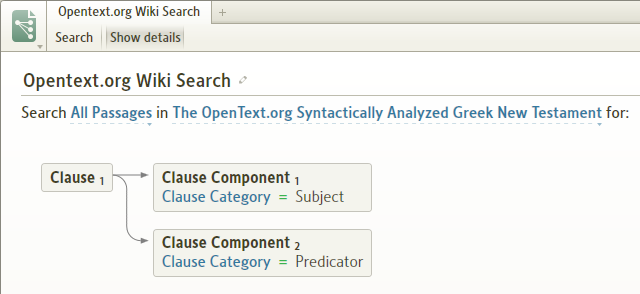 Opentext.org Wiki Search +
Search Show details
Opentext.org Wiki Search
Search All Passages in The OpenText.org Syntactically Analyzed Greek New Testament for:
Clause 1
Clause Component 1
Clause Category = Subject
Clause Component 2
Clause Category = Predicator